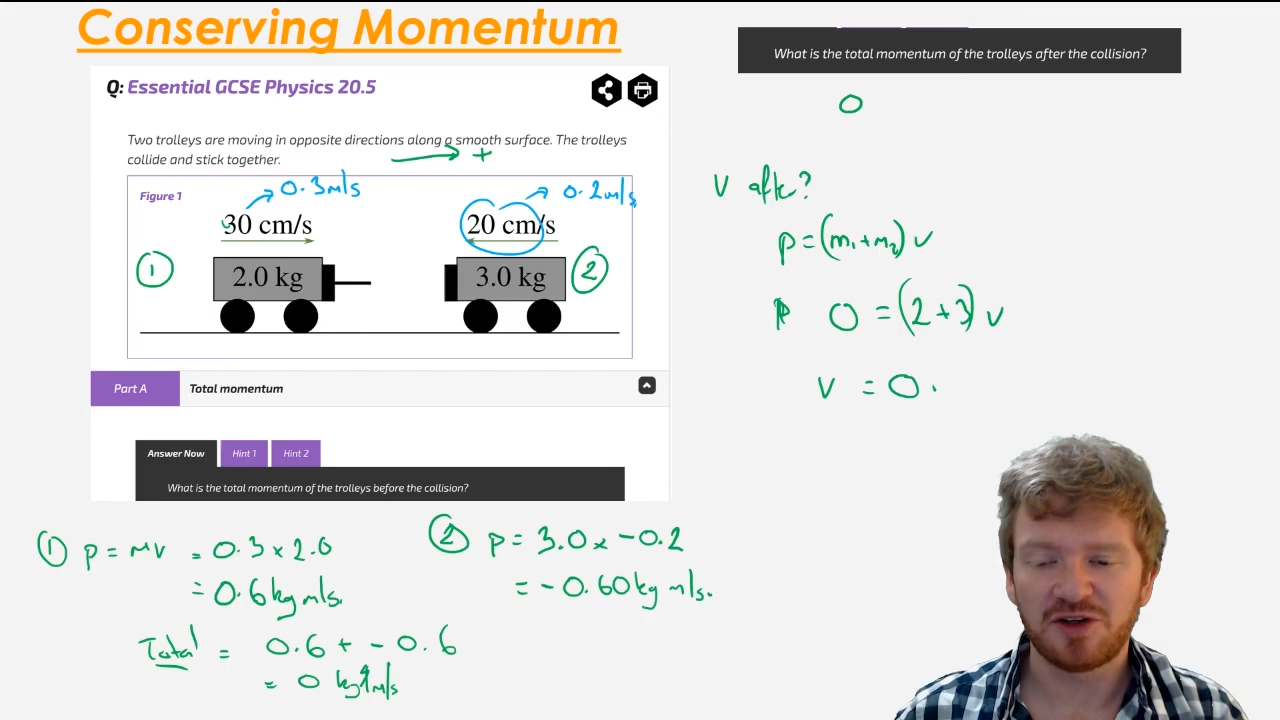 Conserving Momentum
Q: Essential GCSE Physics 20.5
Two trolleys are moving in opposite directions along a smooth surface. The trolleys
collide and stick together.
+
Figure 1
0.3m/s
0.2m/s
30 cm/s
20 cm/s
1
2.0 kg
3.0 kg
2
Part A
Total momentum
Answer Now
Hint 1
Hint 2
What is the total momentum of the trolleys before the collision?
① p = mv = 0.3 × 2.0
= 0.6 kg m/s.
Total = 0.6 + - 0.6
= 0 kg m/s
② p = 3.0 × -0.2
= - 0.60 kg m/s.
What is the total momentum of the trolleys after the collision?
0
V after?
p = (m₁+m₂) v
0 = (2+3) v
v = 0.